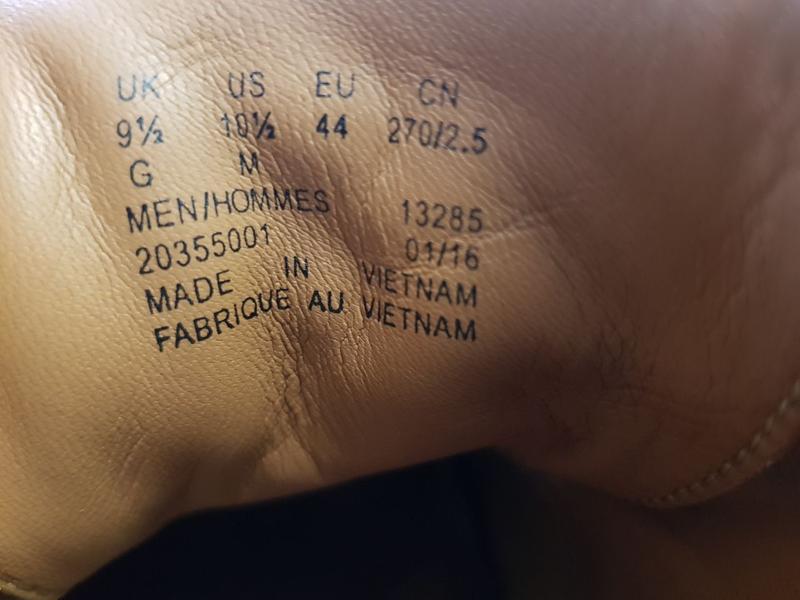 UK US EU CN
9½ 10½ 44 270/2.5
G M
MEN/HOMMES 13285
20355001 01/16
MADE IN VIETNAM
FABRIQUE AU VIETNAM